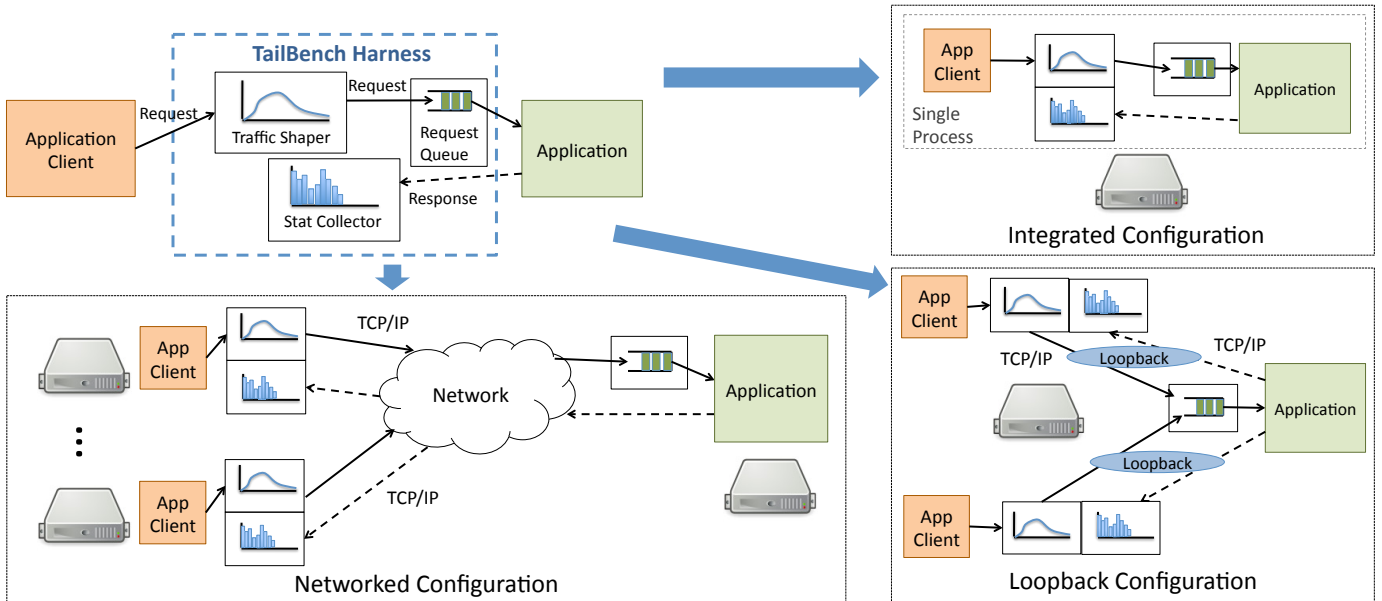 TailBench Harness
Application
Client
Request
Traffic Shaper
Request
Request
Queue
Stat Collector
Response
Application
App
Client
Single
Process
Application
Integrated Configuration
App
Client
TCP/IP
Network
Application
App
Client
TCP/IP
Networked Configuration
App
Client
TCP/IP
Loopback
TCP/IP
Application
Loopback
App
Client
Loopback Configuration